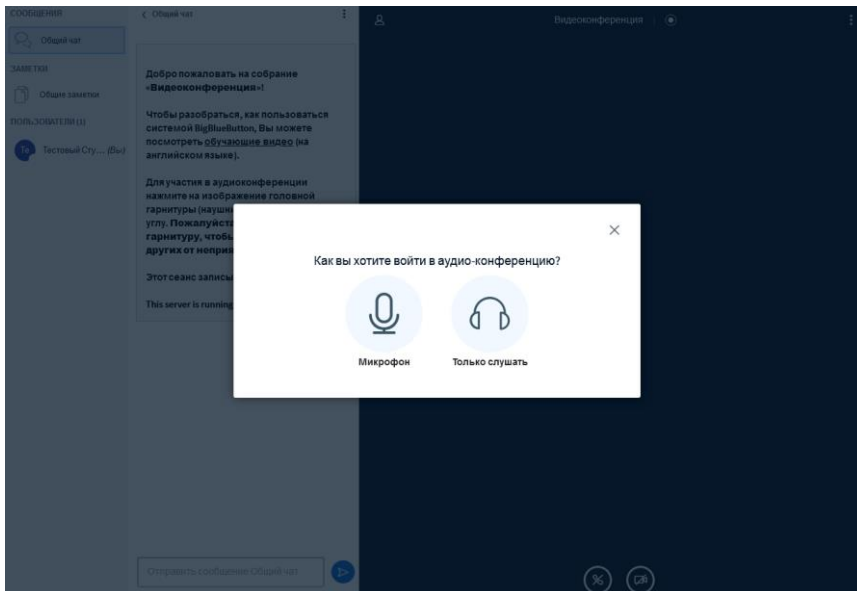 СООБЩЕНИЯ
Общий чат
ЗАМЕТКИ
Общие заметки
ПОЛЬЗОВАТЕЛИ (1)
Те
Тестовый Сту... (Вы)
Общий чат
Добро пожаловать на собрание
«Видеоконференция»!
Чтобы разобраться, как пользоваться
системой BigBlueButton, Вы можете
посмотреть обучающие видео (на
английском языке).
Для участия в аудиоконференции
нажмите на изображение головной
гарнитуры (науш
углу. Пожалуйста
гарнитуру, чтобы
других от неприя
Этот сеанс записы
This server is running
Отправить сообщение Общий чат
Видеоконференция
Как вы хотите войти в аудио-конференцию?
Микрофон
Только слушать